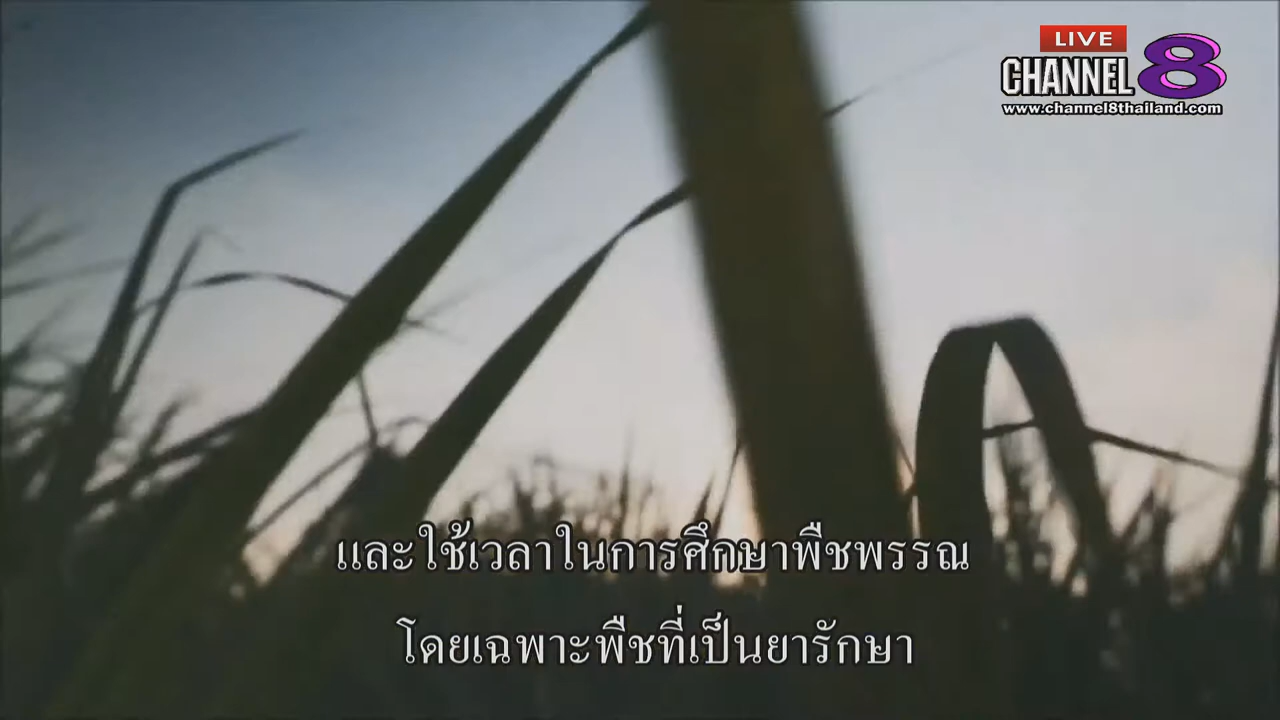 LIVE
CHANNEL 8
www.channel8thailand.com
และใช้เวลาในการศึกษาพืชพรรณ
โดยเฉพาะพืชที่เป็นยารักษา